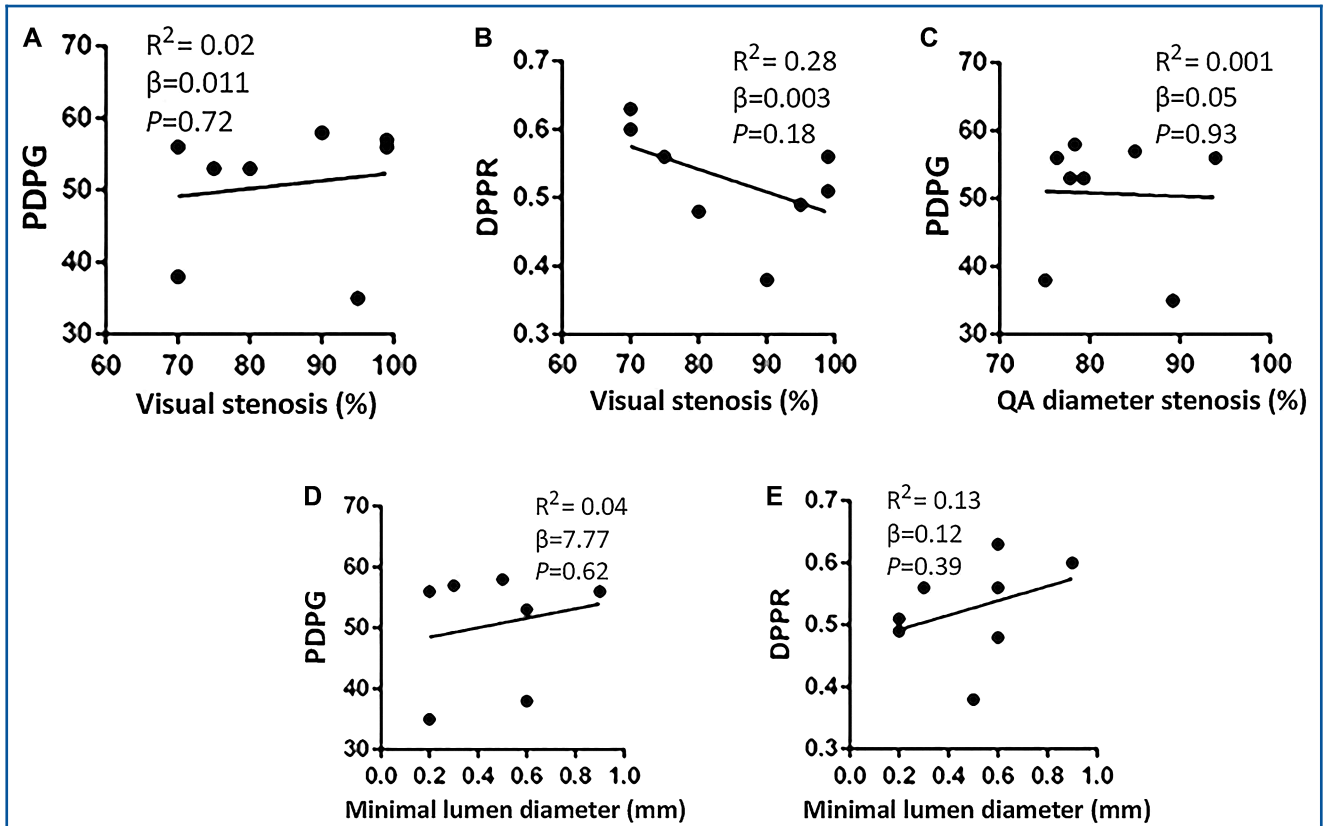 A
R²= 0.02
β=0.011
P=0.72
PDPG
70
60
50
40
30
60 70 80 90 100
Visual stenosis (%)
B
R²= 0.28
β=0.003
P=0.18
DPPR
0.7
0.6
0.5
0.4
0.3
60 70 80 90 100
Visual stenosis (%)
C
R²= 0.001
β=0.05
P=0.93
PDPG
70
60
50
40
30
70 80 90 100
QA diameter stenosis (%)
D
R²= 0.04
β=7.77
P=0.62
PDPG
70
60
50
40
30
0.0 0.2 0.4 0.6 0.8 1.0
Minimal lumen diameter (mm)
E
R²= 0.13
β=0.12
P=0.39
DPPR
0.7
0.6
0.5
0.4
0.3
0.0 0.2 0.4 0.6 0.8 1.0
Minimal lumen diameter (mm)